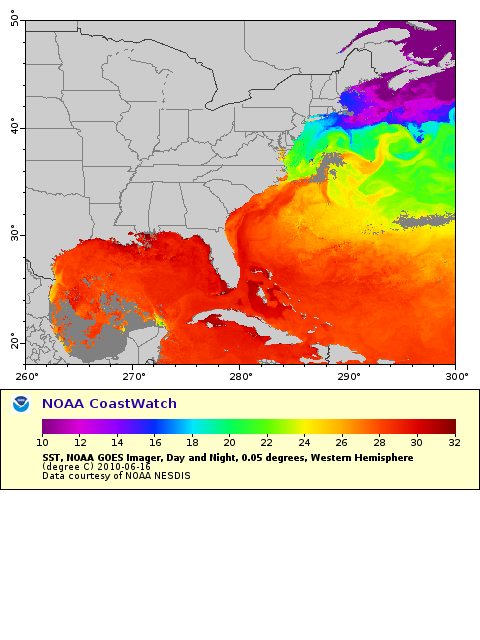 50°
40°
30°
20°
260° 270° 280° 290° 300°
NOAA CoastWatch
10 12 14 16 18 20 22 24 26 28 30 32
SST, NOAA GOES Imager, Day and Night, 0.05 degrees, Western Hemisphere
(degree C) 2010-06-16
Data courtesy of NOAA NESDIS